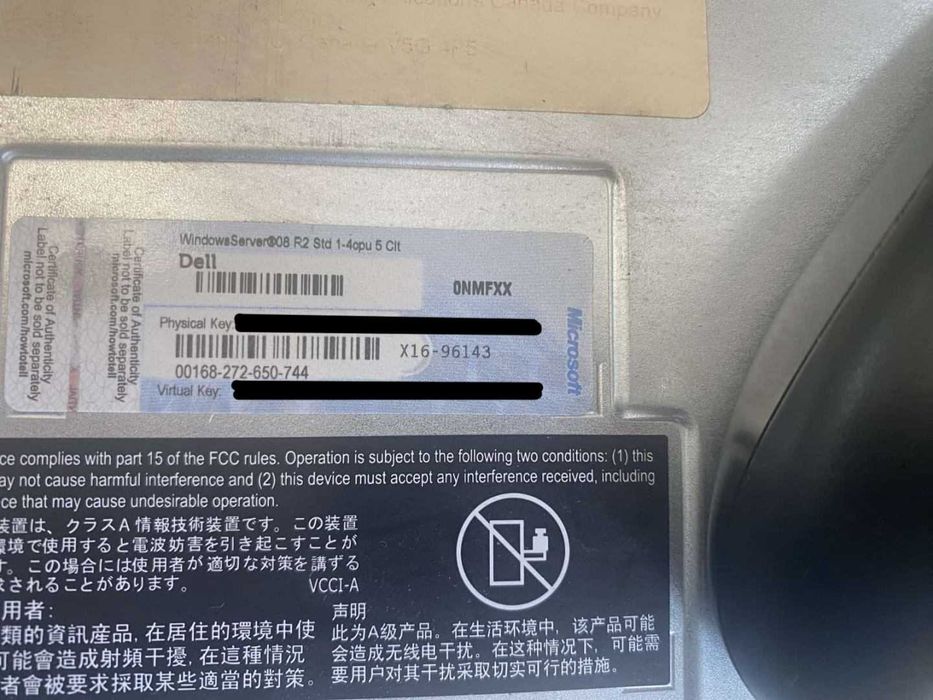 Canada Company
WindowsServer®08 R2 Std 1-4cpu 5 Clt
Dell
0NMFXX
Physical Key:
X16-96143
00168-272-650-744
Virtual Key:
Microsoft
Certificate of Authenticity
Label not to be sold separately
microsoft.com/howtotell
Certificate of Authenticity
Label not to be sold separately
microsoft.com/howtotell
ce complies with part 15 of the FCC rules. Operation is subject to the following two conditions: (1) this
ay not cause harmful interference and (2) this device must accept any interference received, including
ce that may cause undesirable operation.
装置は、クラスA情報技術装置です。この装置
環境で使用すると電波妨害を引き起こすことが
す。この場合には使用者が適切な対策を講ずる
求されることがあります。
VCCI-A
用者:
類的資訊産品, 在居住的環境中使
可能會造成射頻干擾, 在這種情況
者會被要求採取某些適當的對策。
声明
此为A级产品。在生活环境中，该产品可能
会造成无线电干扰。在这种情况下，可能需
要用户对其干扰采取切实可行的措施。